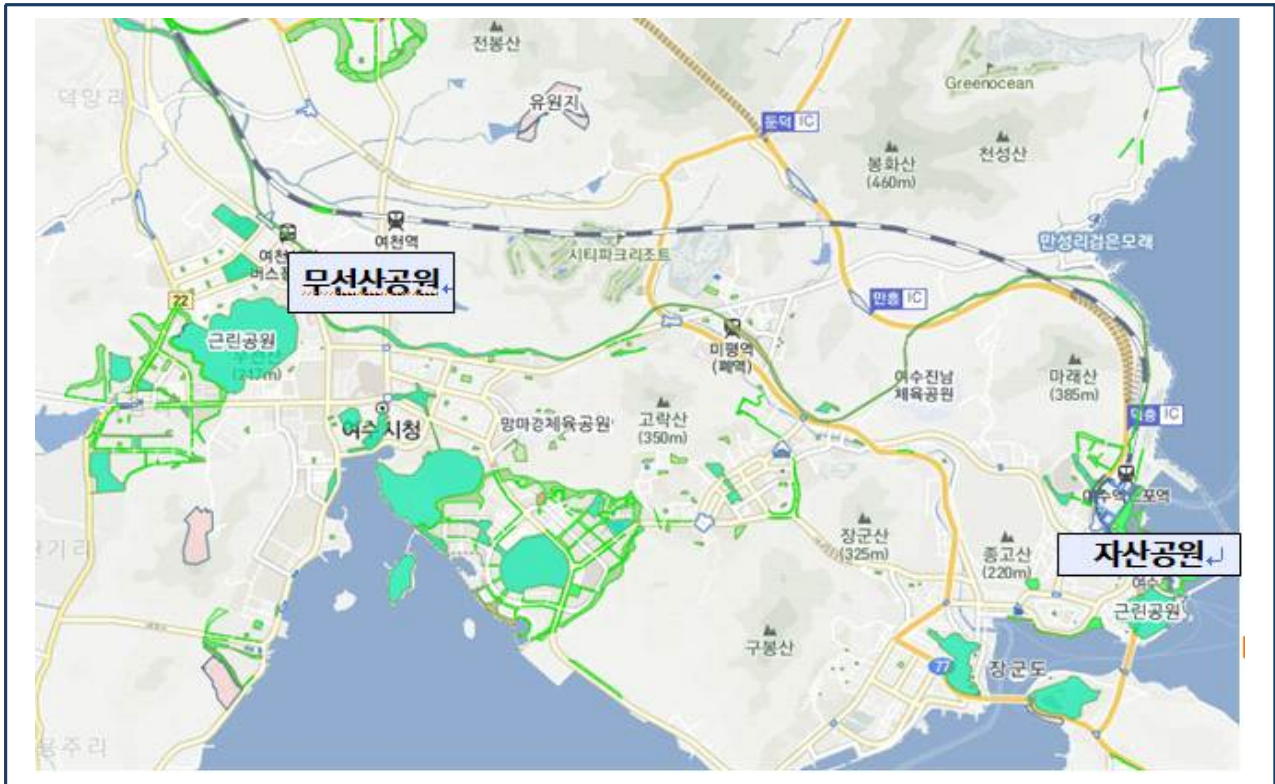 전봉산
덕양리
Greenocean
유원지
둔덕 IC
천성산
봉화산
(460m)
여천역
만성리검은모래
시티파크리조트
무선산공원
22
만흥 IC
근린공원
(217m)
미평역
(폐역)
여수진남
체육공원
마래산
(385m)
덕충 IC
여수시청
망마경체육공원
고락산
(350m)
장군산
(325m)
종고산
(220m)
자산공원
근린공원
구봉산
77
장군도
용주리